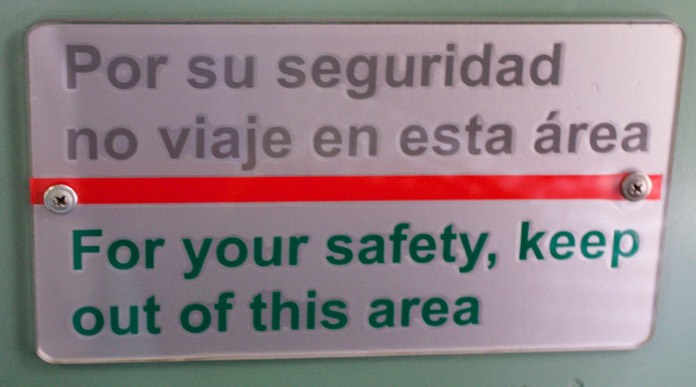 Por su seguridad
no viaje en esta área
For your safety, keep
out of this area